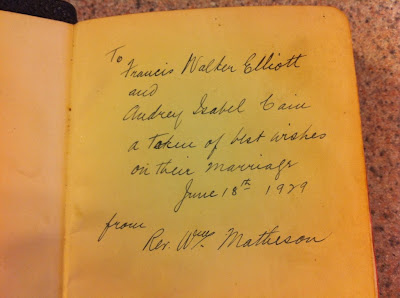 To
Francis Walker Elliott
and
Audrey Isabel Cain
a token of best wishes
on their marriage
June 18th 1929
from
Rev. Wm. Matheson